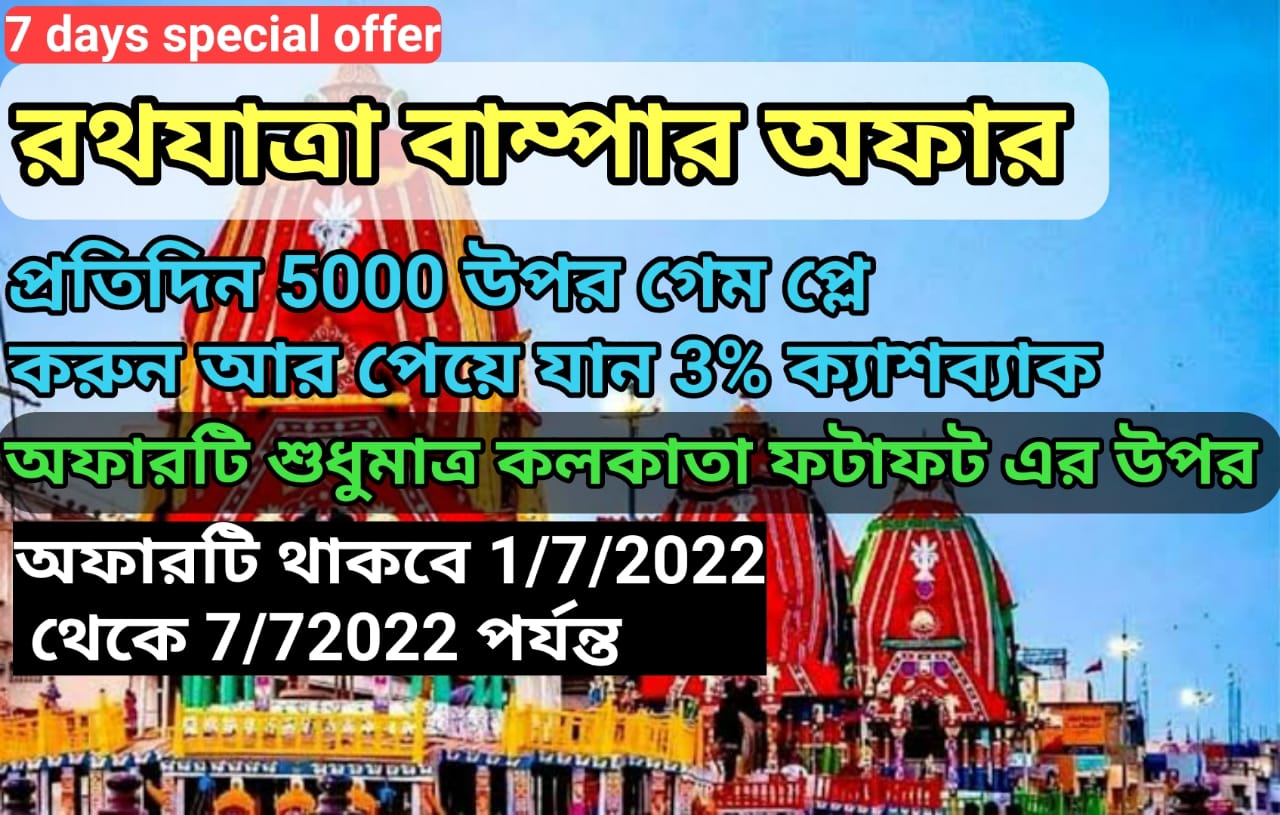 7 days special offer
রথযাত্রা বাম্পার অফার
প্রতিদিন 5000 উপর গেম প্লে
করুন আর পেয়ে যান 3% ক্যাশব্যাক
অফারটি শুধুমাত্র কলকাতা ফটাফট এর উপর
অফারটি থাকবে 1/7/2022
থেকে 7/72022 পর্যন্ত